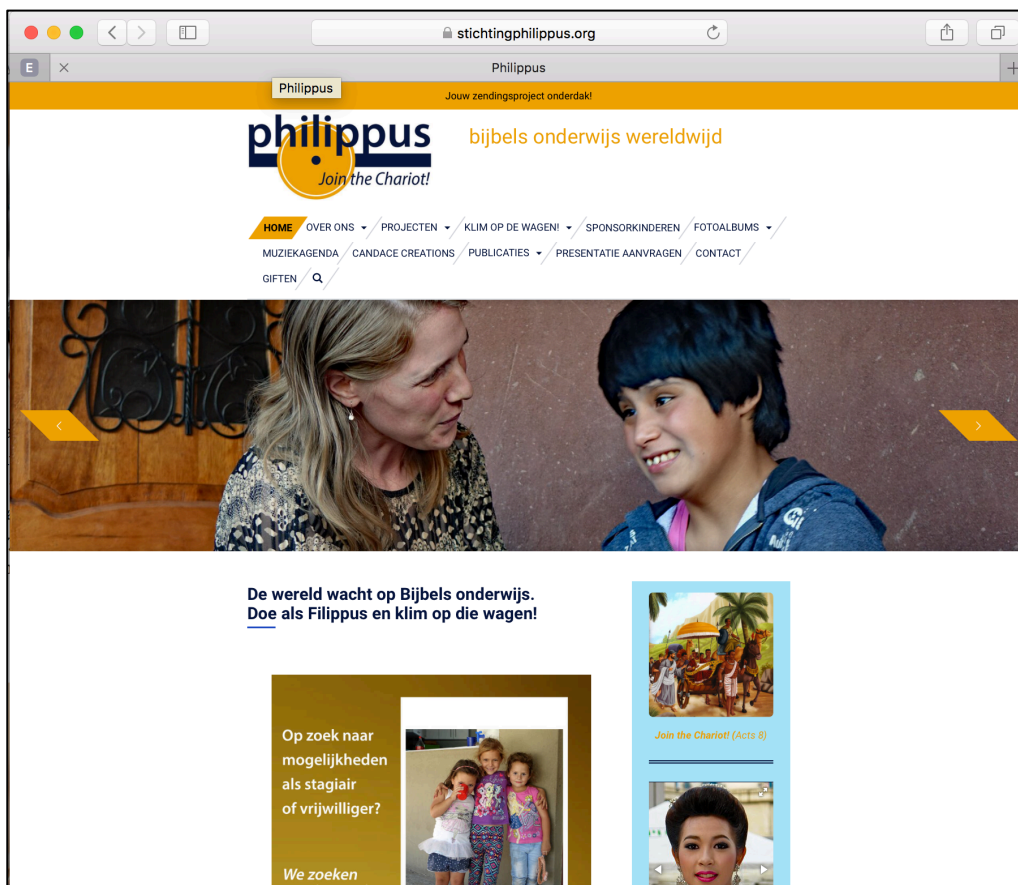 stichtingphilippus.org
E
Philippus
Philippus
Jouw zendingsproject onderdak!
philippus
Join the Chariot!
bijbels onderwijs wereldwijd
HOME OVER ONS PROJECTEN KLIM OP DE WAGEN! SPONSORKINDEREN FOTOALBUMS
MUZIEKAGENDA CANDACE CREATIONS PUBLICATIES PRESENTATIE AANVRAGEN CONTACT
GIFTEN
De wereld wacht op Bijbels onderwijs.
Doe als Filippus en klim op die wagen!
Op zoek naar
mogelijkheden
als stagiair
of vrijwilliger?
We zoeken
Join the Chariot! (Acts 8)